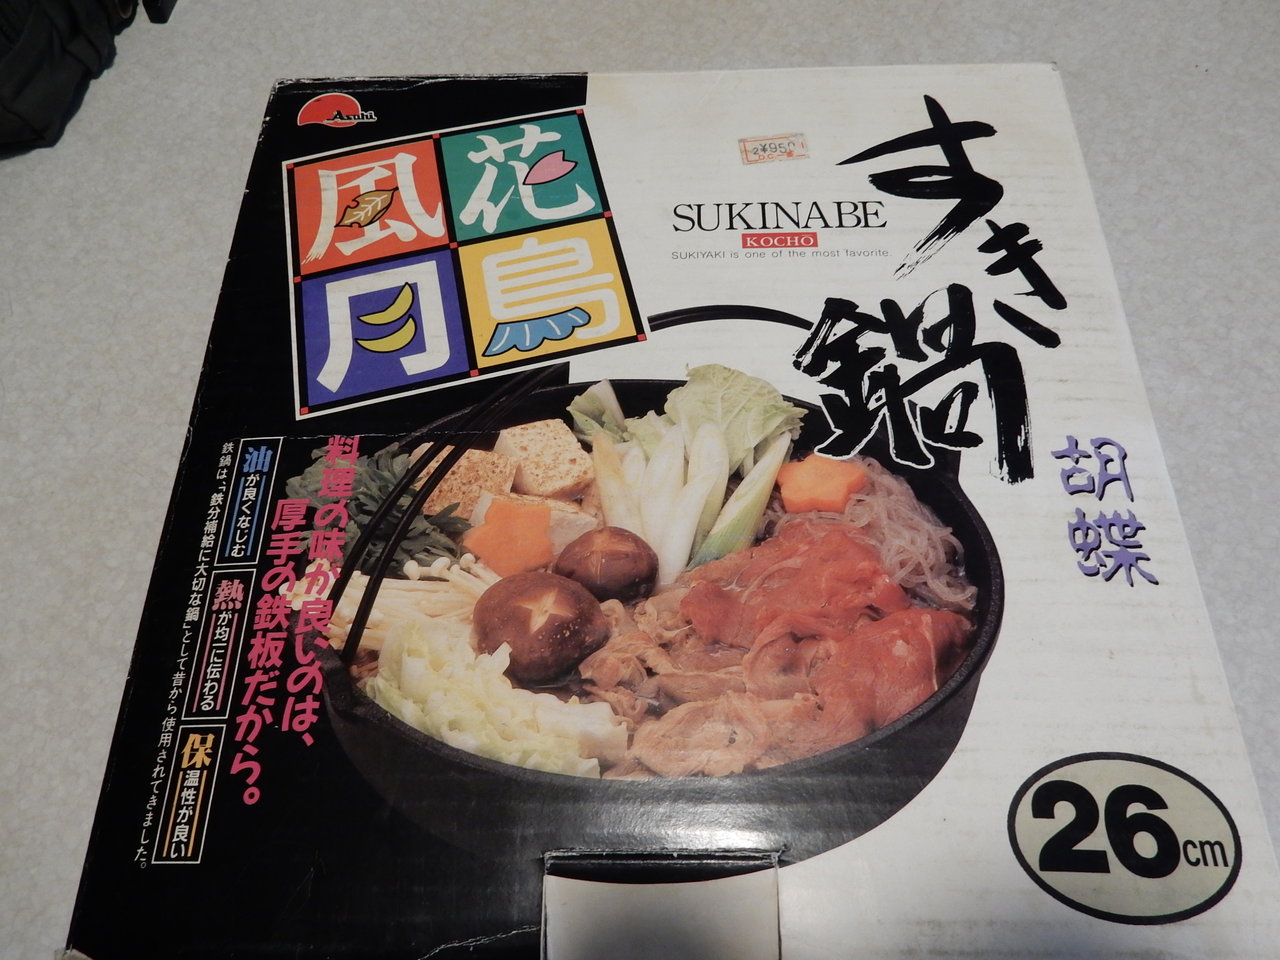 Asahi
花
鳥
風
月
¥950
SUKINABE
KOCHO
SUKIYAKI is one of the most favorite.
すき鍋
胡蝶
料理の味が良いのは、
厚手の鉄板だから。
油が良くなじむ
熱が均一に伝わる
保温性が良い
鉄鍋は、「鉄分補給に大切な鍋」として昔から使用されてきました。
26cm